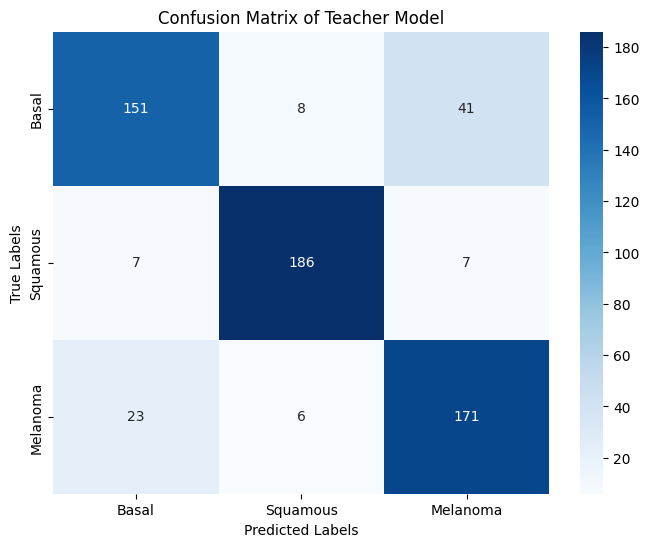 Confusion Matrix of Teacher Model
True Labels
Basal
151 8 41
Squamous
7 186 7
Melanoma
23 6 171
Basal Squamous Melanoma
Predicted Labels
180
160
140
120
100
80
60
40
20